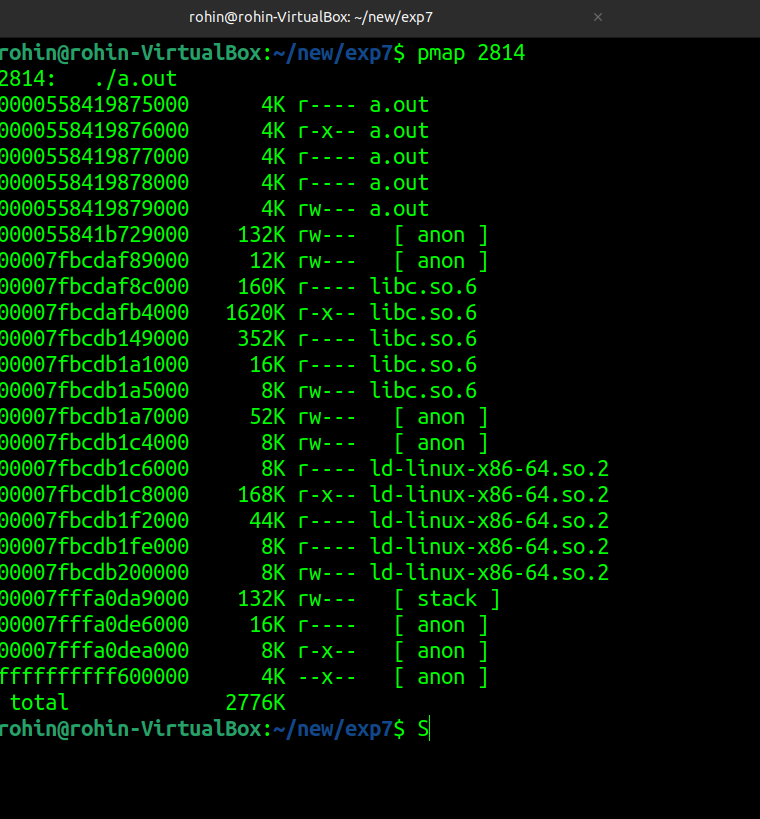 rohin@rohin-VirtualBox: ~/new/exp7 ×
rohin@rohin-VirtualBox:~/new/exp7$ pmap 2814
2814:   ./a.out
0000558419875000      4K r---- a.out
0000558419876000      4K r-x-- a.out
0000558419877000      4K r---- a.out
0000558419878000      4K r---- a.out
0000558419879000      4K rw--- a.out
000055841b729000    132K rw---   [ anon ]
00007fbcdaf89000     12K rw---   [ anon ]
00007fbcdaf8c000    160K r---- libc.so.6
00007fbcdafb4000   1620K r-x-- libc.so.6
00007fbcdb149000    352K r---- libc.so.6
00007fbcdb1a1000     16K r---- libc.so.6
00007fbcdb1a5000      8K rw--- libc.so.6
00007fbcdb1a7000     52K rw---   [ anon ]
00007fbcdb1c4000      8K rw---   [ anon ]
00007fbcdb1c6000      8K r---- ld-linux-x86-64.so.2
00007fbcdb1c8000    168K r-x-- ld-linux-x86-64.so.2
00007fbcdb1f2000     44K r---- ld-linux-x86-64.so.2
00007fbcdb1fe000      8K r---- ld-linux-x86-64.so.2
00007fbcdb200000      8K rw--- ld-linux-x86-64.so.2
00007fffa0da9000    132K rw---   [ stack ]
00007fffa0de6000     16K r----   [ anon ]
00007fffa0dea000      8K r-x--   [ anon ]
ffffffffff600000      4K --x--   [ anon ]
 total             2776K
rohin@rohin-VirtualBox:~/new/exp7$ S